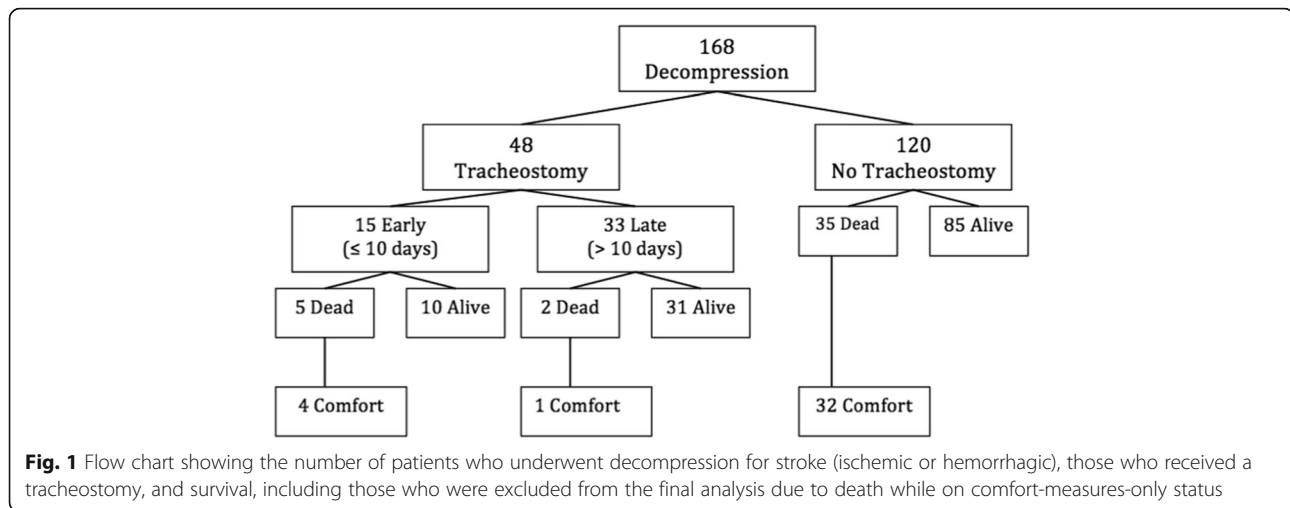 168
Decompression
48
Tracheostomy
120
No Tracheostomy
15 Early
(≤ 10 days)
33 Late
(> 10 days)
35 Dead
85 Alive
5 Dead
10 Alive
2 Dead
31 Alive
4 Comfort
1 Comfort
32 Comfort
Fig. 1 Flow chart showing the number of patients who underwent decompression for stroke (ischemic or hemorrhagic), those who received a
tracheostomy, and survival, including those who were excluded from the final analysis due to death while on comfort-measures-only status